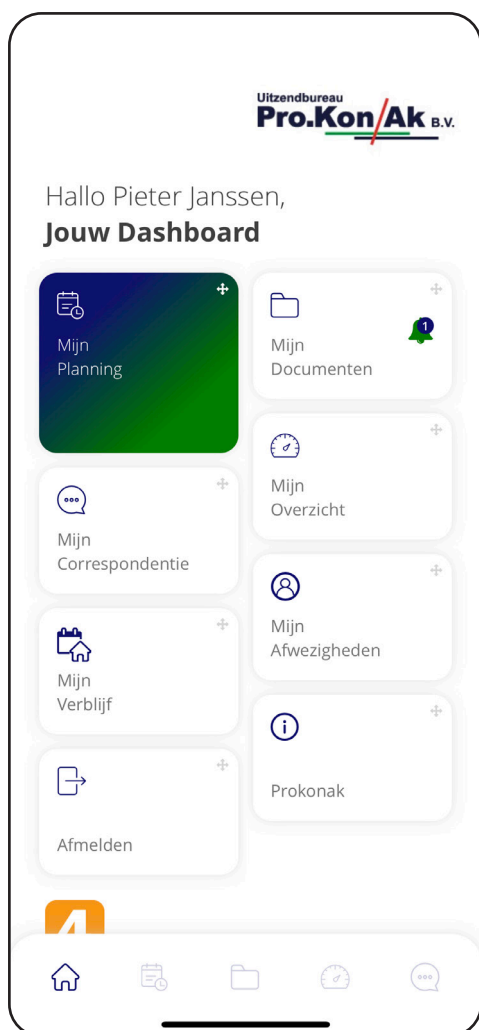 Uitzendbureau
Pro.Kon/Ak B.V.
Hallo Pieter Janssen,
Jouw Dashboard
Mijn
Planning
1
Mijn
Documenten
Mijn
Overzicht
Mijn
Correspondentie
Mijn
Afwezigheden
Mijn
Verblijf
Prokonak
Afmelden
4